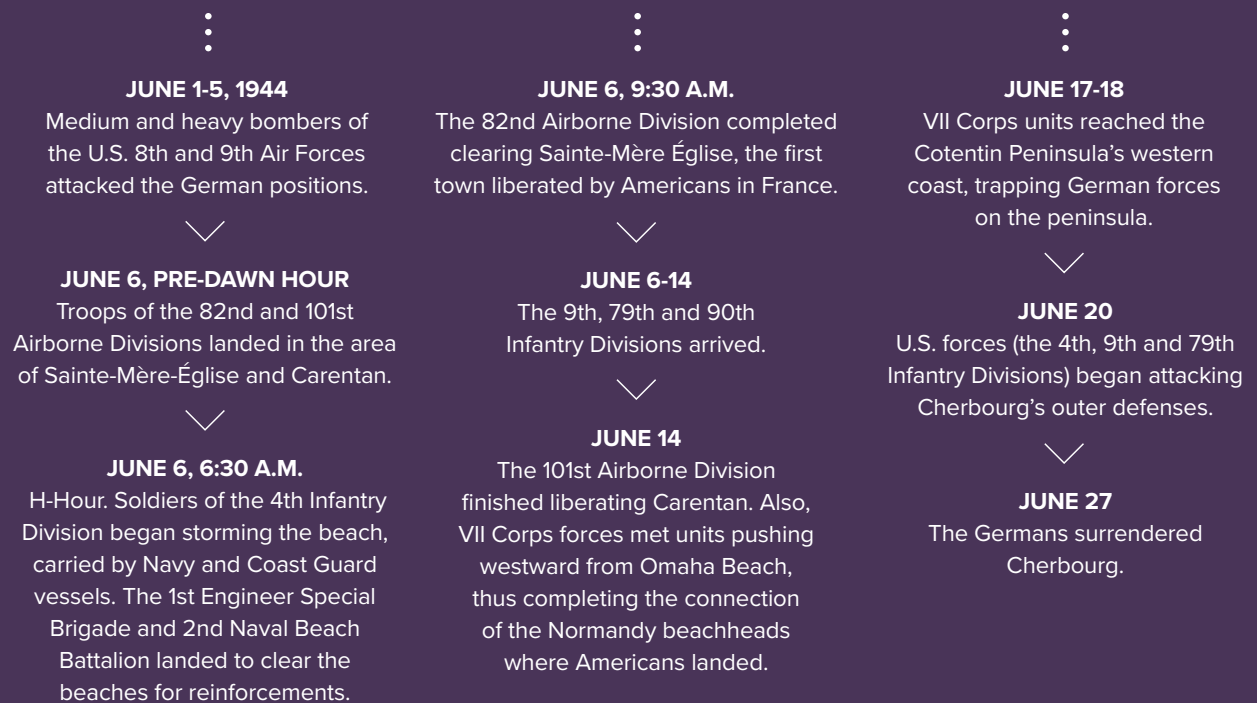 JUNE 1-5, 1944
Medium and heavy bombers of
the U.S. 8th and 9th Air Forces
attacked the German positions.
JUNE 6, PRE-DAWN HOUR
Troops of the 82nd and 101st
Airborne Divisions landed in the area
of Sainte-Mère-Église and Carentan.
JUNE 6, 6:30 A.M.
H-Hour. Soldiers of the 4th Infantry
Division began storming the beach,
carried by Navy and Coast Guard
vessels. The 1st Engineer Special
Brigade and 2nd Naval Beach
Battalion landed to clear the
beaches for reinforcements.
JUNE 6, 9:30 A.M.
The 82nd Airborne Division completed
clearing Sainte-Mère Église, the first
town liberated by Americans in France.
JUNE 6-14
The 9th, 79th and 90th
Infantry Divisions arrived.
JUNE 14
The 101st Airborne Division
finished liberating Carentan. Also,
VII Corps forces met units pushing
westward from Omaha Beach,
thus completing the connection
of the Normandy beachheads
where Americans landed.
JUNE 17-18
VII Corps units reached the
Cotentin Peninsula’s western
coast, trapping German forces
on the peninsula.
JUNE 20
U.S. forces (the 4th, 9th and 79th
Infantry Divisions) began attacking
Cherbourg’s outer defenses.
JUNE 27
The Germans surrendered
Cherbourg.